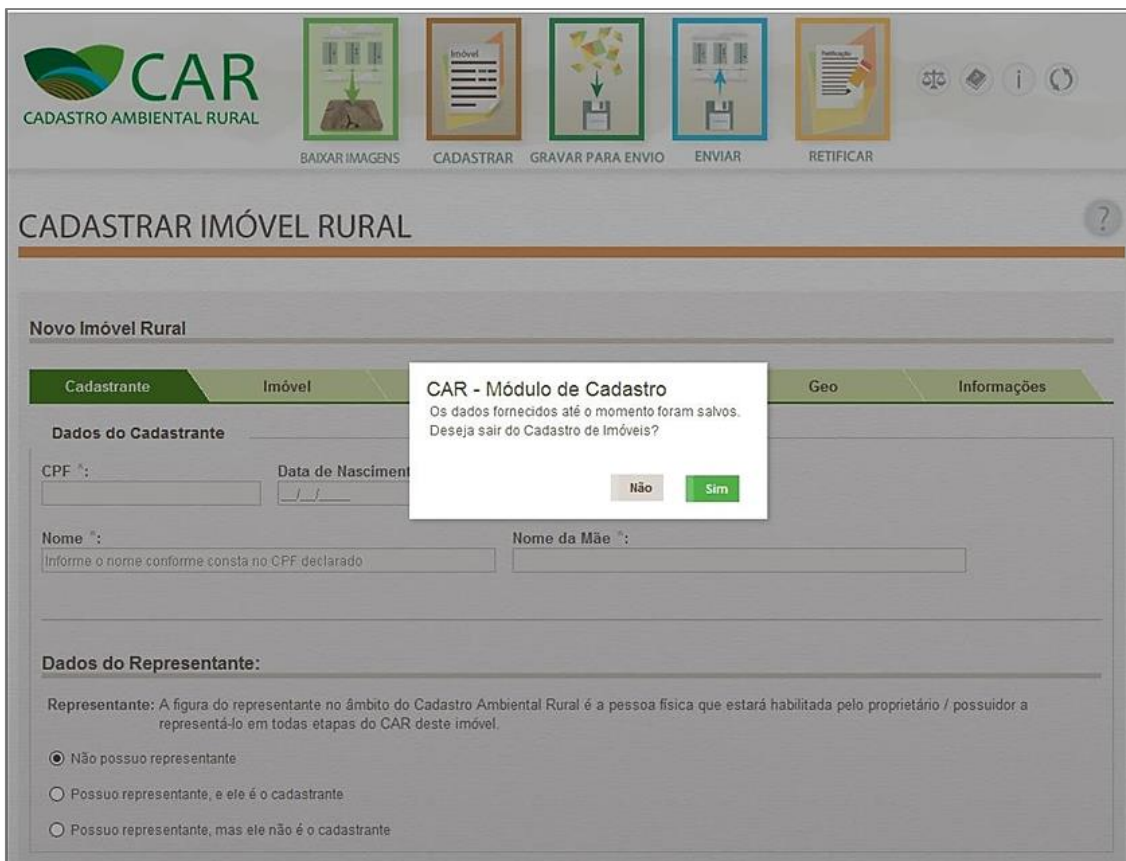 CAR
CADASTRO AMBIENTAL RURAL
Imóvel
Retificação
BAIXAR IMAGENS
CADASTRAR
GRAVAR PARA ENVIO
ENVIAR
RETIFICAR
i
CADASTRAR IMÓVEL RURAL
?
Novo Imóvel Rural
Cadastrante
Imóvel
Geo
Informações
CAR - Módulo de Cadastro
Os dados fornecidos até o momento foram salvos.
Deseja sair do Cadastro de Imóveis?
Não
Sim
Dados do Cadastrante
CPF *:
Data de Nasciment
__/__/____
Nome *:
Informe o nome conforme consta no CPF declarado
Nome da Mãe *:
Dados do Representante:
Representante: A figura do representante no âmbito do Cadastro Ambiental Rural é a pessoa física que estará habilitada pelo proprietário / possuidor a
representá-lo em todas etapas do CAR deste imóvel.
Não possuo representante
Possuo representante, e ele é o cadastrante
Possuo representante, mas ele não é o cadastrante